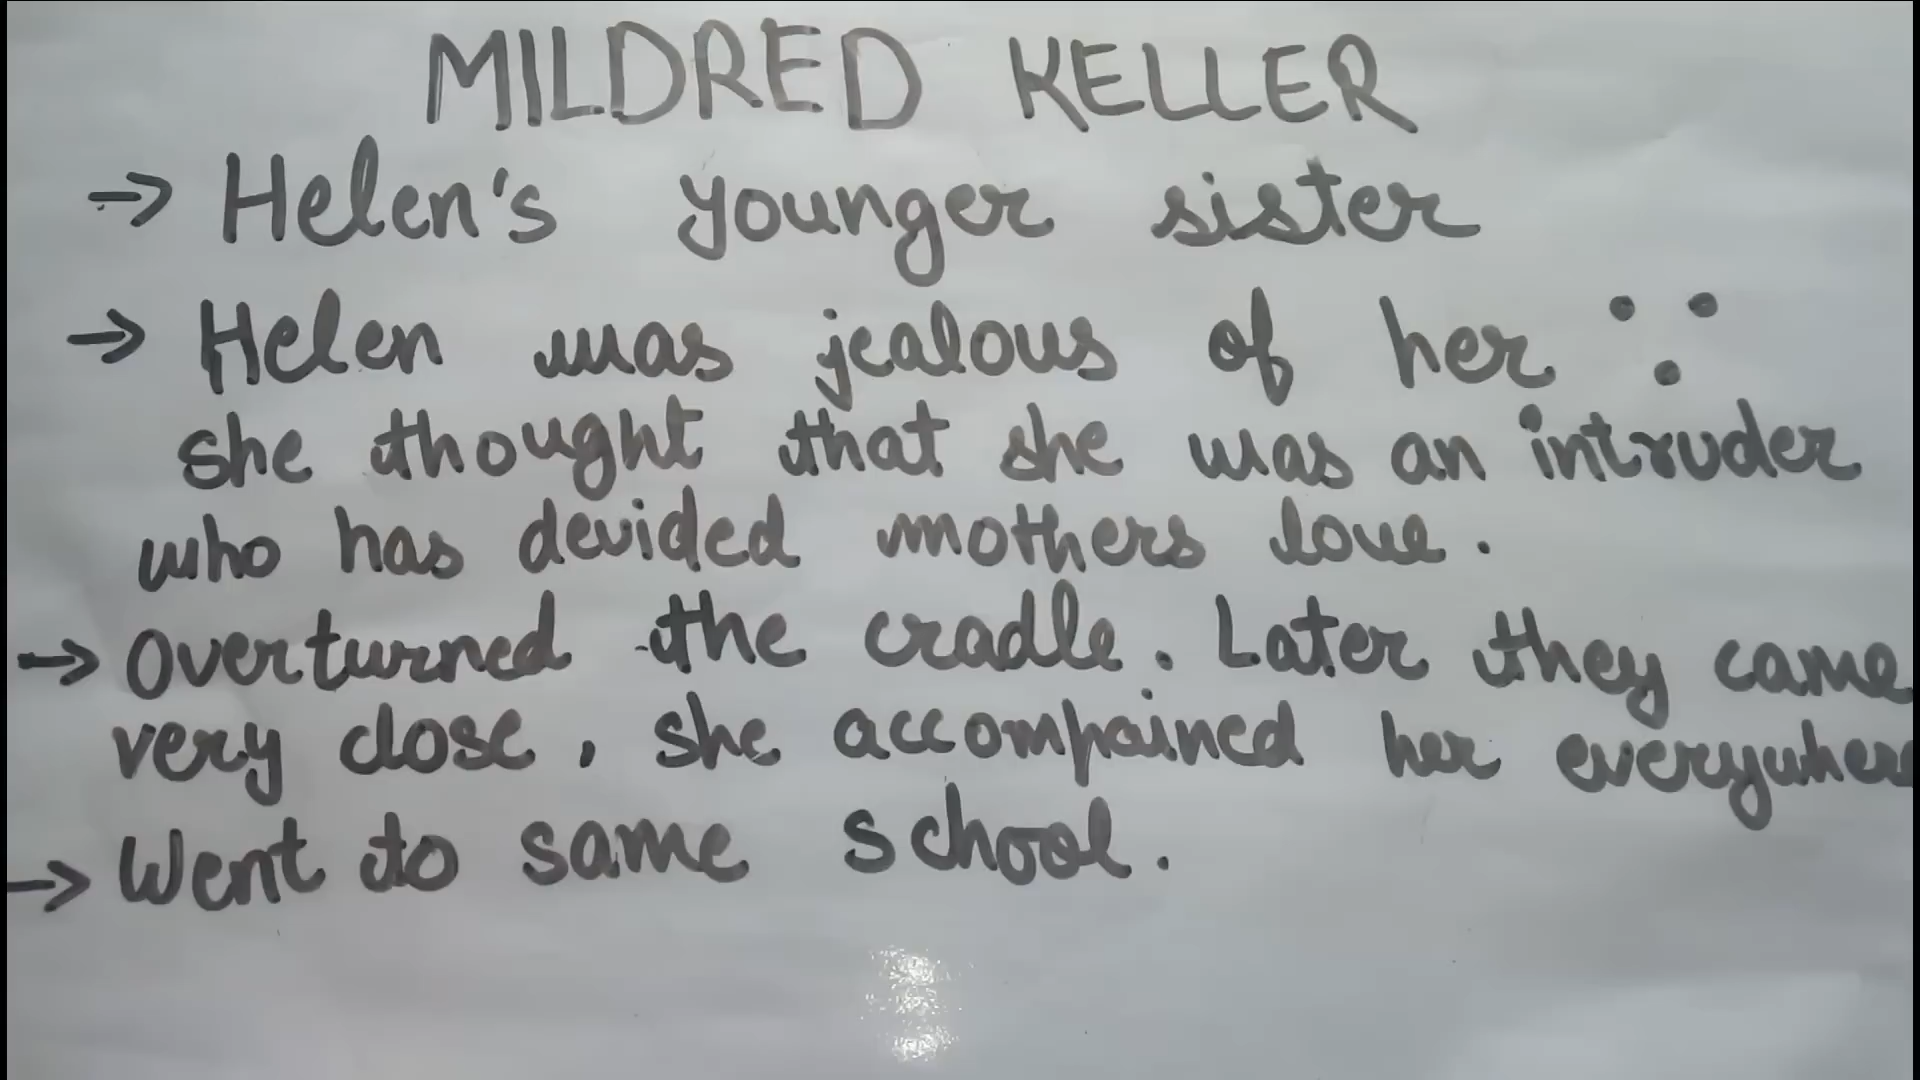 MILDRED KELLER
→ Helen's younger sister
→ Helen was jealous of her ∵
she thought that she was an intruder
who has devided mothers love.
→ Overturned the cradle. Later they came
very close, she accompained her everywhere
→ Went to same school.